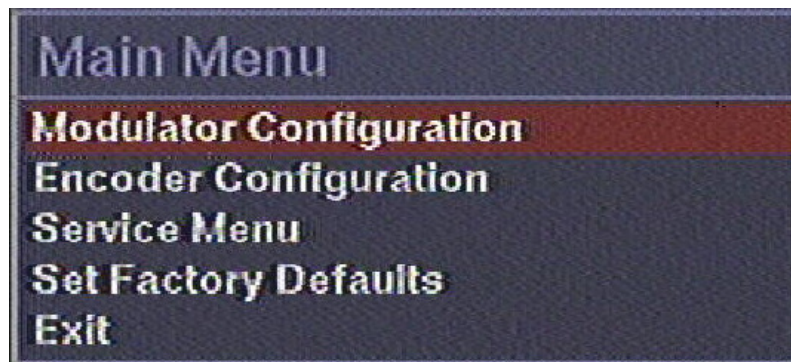 Main Menu
Modulator Configuration
Encoder Configuration
Service Menu
Set Factory Defaults
Exit